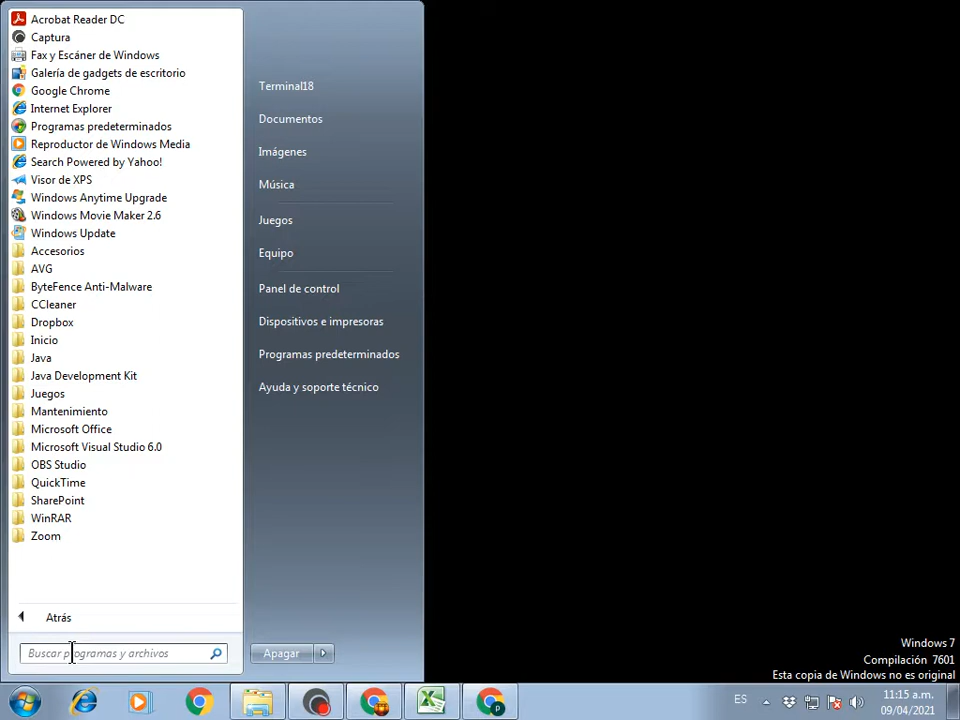 Acrobat Reader DC
Captura
Fax y Escáner de Windows
Galería de gadgets de escritorio
Google Chrome
Internet Explorer
Programas predeterminados
Reproductor de Windows Media
Search Powered by Yahoo!
Visor de XPS
Windows Anytime Upgrade
Windows Movie Maker 2.6
Windows Update
Accesorios
AVG
ByteFence Anti-Malware
CCleaner
Dropbox
Inicio
Java
Java Development Kit
Juegos
Mantenimiento
Microsoft Office
Microsoft Visual Studio 6.0
OBS Studio
QuickTime
SharePoint
WinRAR
Zoom
Atrás
Buscar programas y archivos
Terminal18
Documentos
Imágenes
Música
Juegos
Equipo
Panel de control
Dispositivos e impresoras
Programas predeterminados
Ayuda y soporte técnico
Apagar
Windows 7
Compilación 7601
Esta copia de Windows no es original
ES
11:15 a.m.
09/04/2021